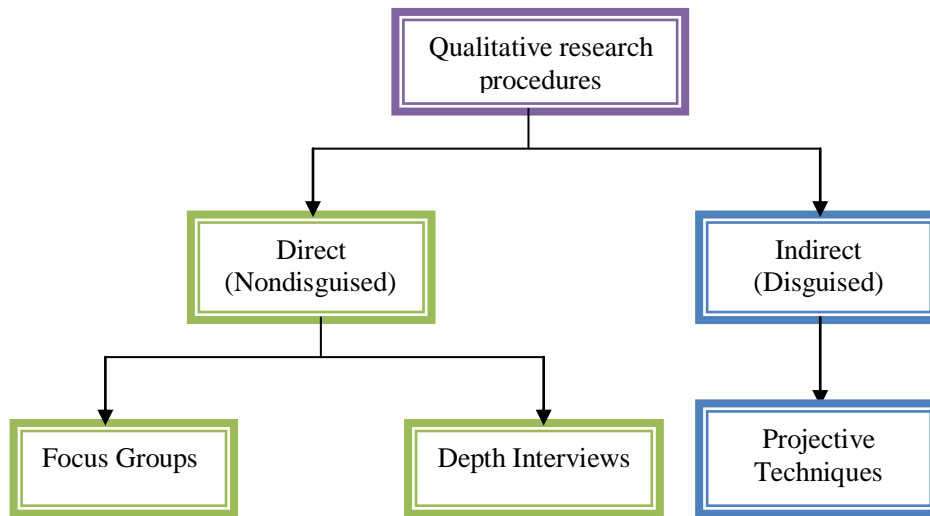 Qualitative research
procedures
Direct
(Nondisguised)
Indirect
(Disguised)
Focus Groups
Depth Interviews
Projective
Techniques